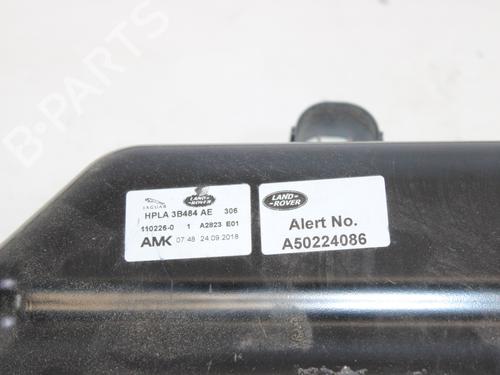 B-PARTS
JAGUAR
LAND-ROVER
HPLA 3B484 AE 306
110226-0 1 A2823 E01
AMK 07:48 24.09.2018
LAND-ROVER
Alert No.
A50224086